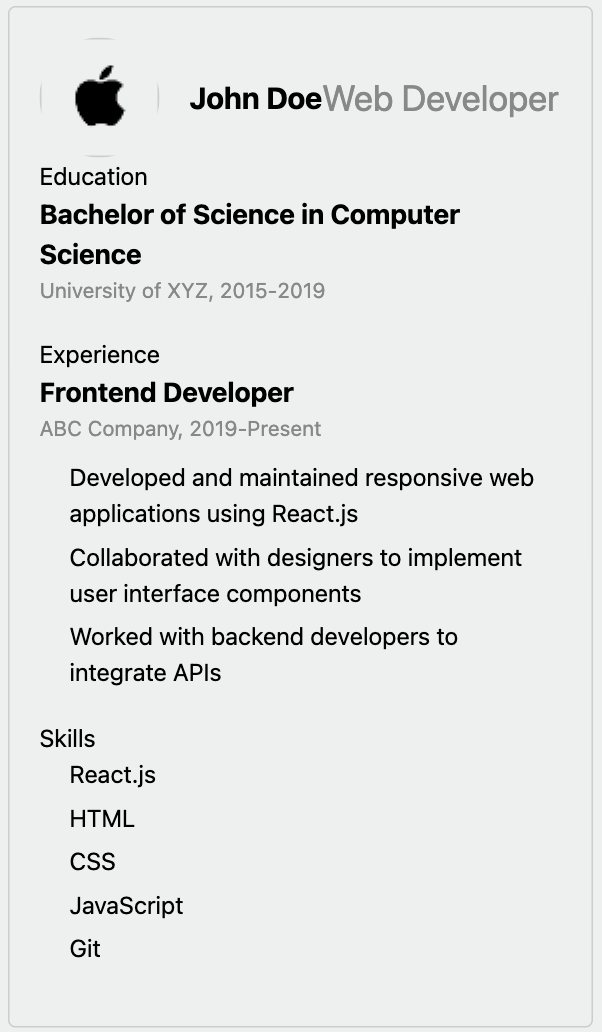 John DoeWeb Developer
Education
Bachelor of Science in Computer
Science
University of XYZ, 2015-2019
Experience
Frontend Developer
ABC Company, 2019-Present
Developed and maintained responsive web
applications using React.js
Collaborated with designers to implement
user interface components
Worked with backend developers to
integrate APIs
Skills
React.js
HTML
CSS
JavaScript
Git